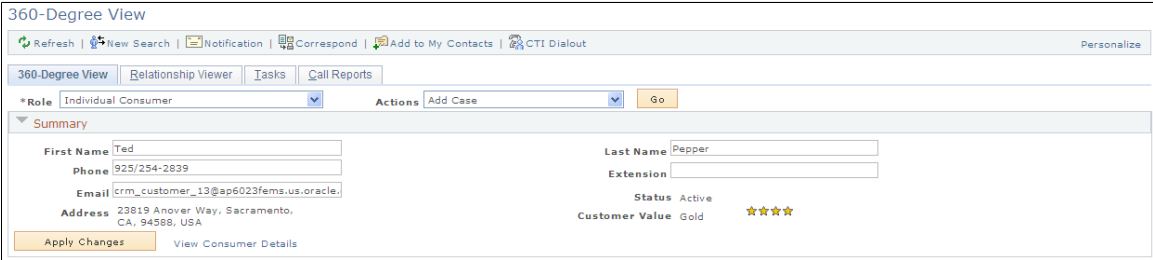 360-Degree View
Refresh | New Search | Notification | Correspond | Add to My Contacts | CTI Dialout Personalize
360-Degree View Relationship Viewer Tasks Call Reports
*Role Individual Consumer Actions Add Case Go
Summary
First Name Ted Last Name Pepper
Phone 925/254-2839 Extension
Email crm_customer_13@ap6023fems.us.oracle. Status Active
Address 23819 Anover Way, Sacramento, Customer Value Gold
CA, 94588, USA
Apply Changes View Consumer Details